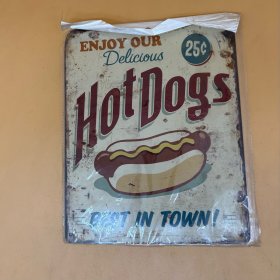 ENJOY OUR
Delicious
25¢
Hot Dogs
BEST IN TOWN!